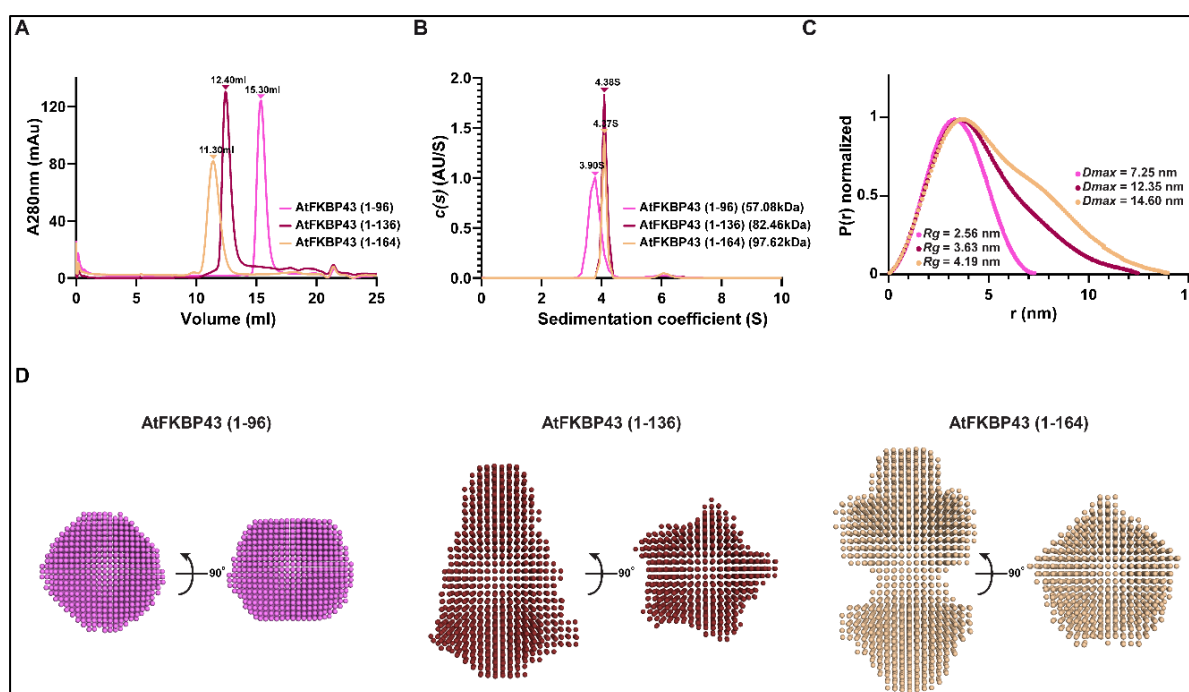 A
12.40ml
15.30ml
11.30ml
A280nm (mAu)
120
80
40
0
0
5
10
15
20
25
Volume (ml)
AtFKBP43 (1-96)
AtFKBP43 (1-136)
AtFKBP43 (1-164)
B
4.38S
4.37S
3.90S
c(s) (AU/S)
2.0
1.5
1.0
0.5
0.0
0
2
4
6
8
10
Sedimentation coefficient (S)
AtFKBP43 (1-96) (57.08kDa)
AtFKBP43 (1-136) (82.46kDa)
AtFKBP43 (1-164) (97.62kDa)
C
P(r) normalized
1
0.5
0
0
5
10
15
r (nm)
Dmax = 7.25 nm
Dmax = 12.35 nm
Dmax = 14.60 nm
Rg = 2.56 nm
Rg = 3.63 nm
Rg = 4.19 nm
D
AtFKBP43 (1-96)
AtFKBP43 (1-136)
AtFKBP43 (1-164)
90°
90°
90°